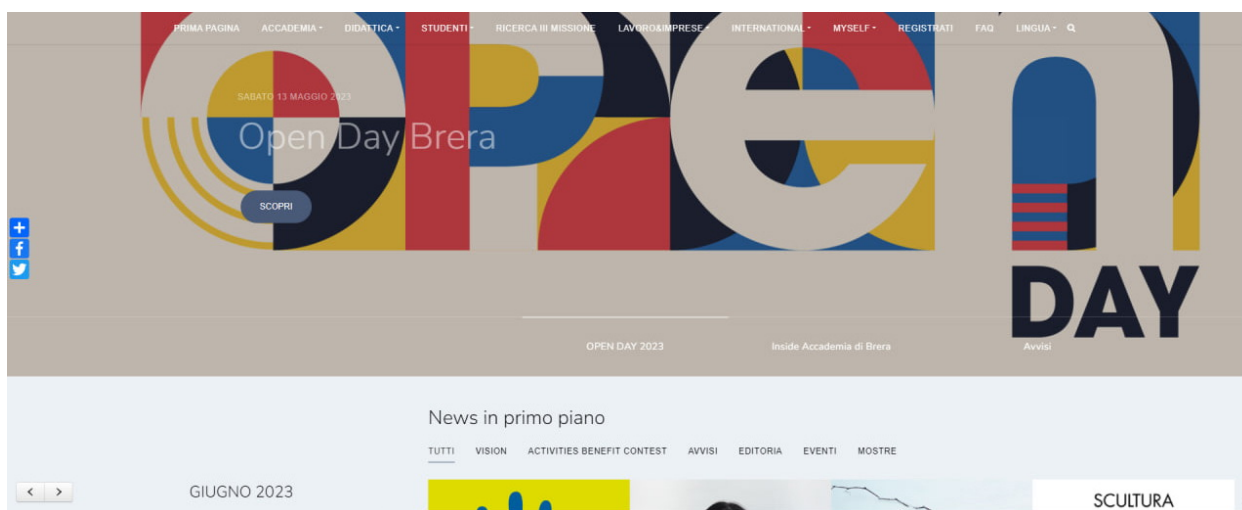 PRIMA PAGINA ACCADEMIA DIDATTICA STUDENTI RICERCA III MISSIONE LAVORO&IMPRESE INTERNATIONAL MYSELF REGISTRATI FAQ LINGUA
OPEN
SABATO 13 MAGGIO 2023
Open Day Brera
SCOPRI
DAY
OPEN DAY 2023 Inside Accademia di Brera Avvisi
News in primo piano
TUTTI VISION ACTIVITIES BENEFIT CONTEST AVVISI EDITORIA EVENTI MOSTRE
GIUGNO 2023
SCULTURA